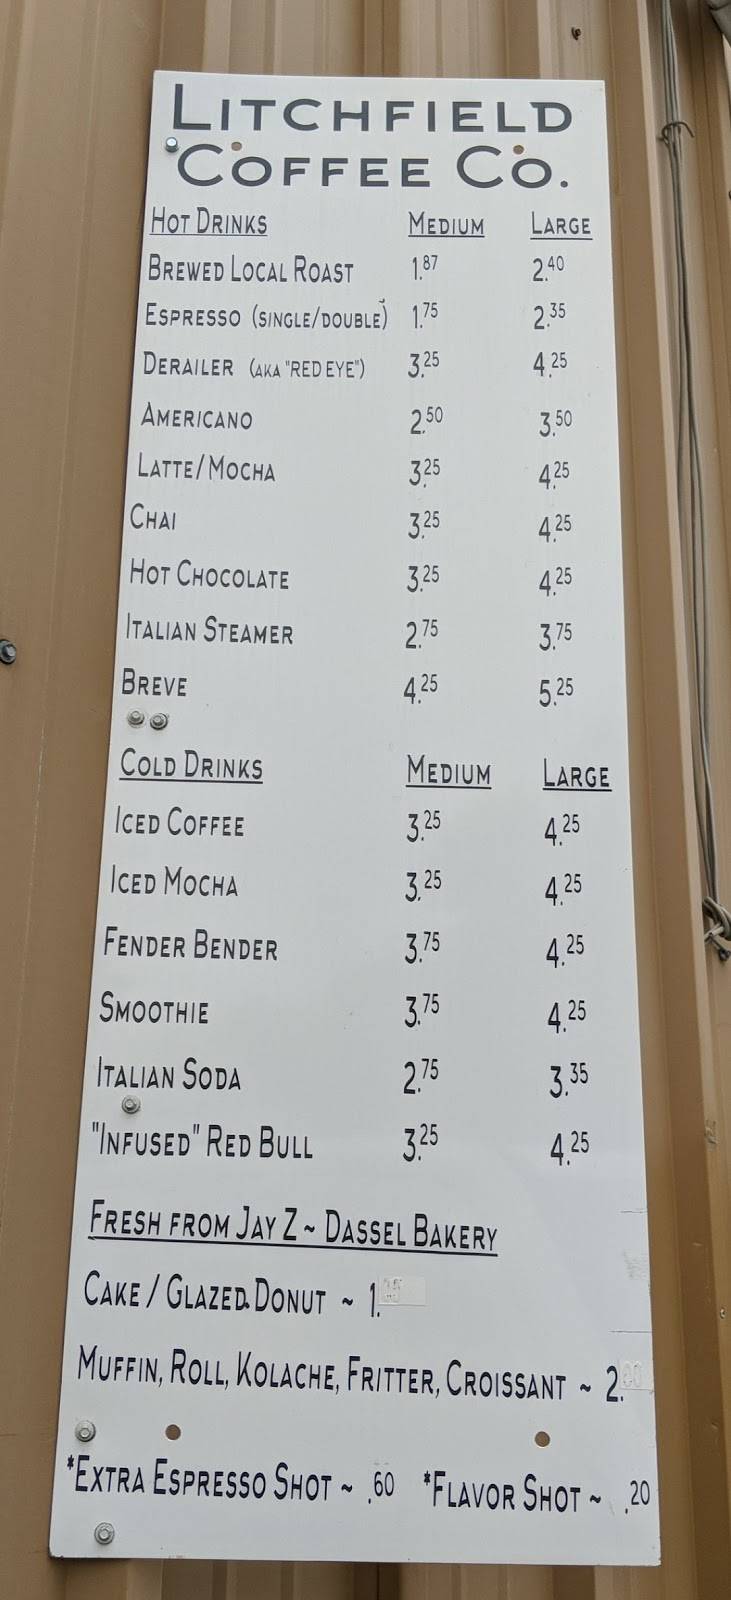 LITCHFIELD
COFFEE CO.
HOT DRINKS MEDIUM LARGE
BREWED LOCAL ROAST 1.87 2.40
ESPRESSO (SINGLE/DOUBLE) 1.75 2.35
DERAILER (AKA "RED EYE") 3.25 4.25
AMERICANO 2.50 3.50
LATTE/MOCHA 3.25 4.25
CHAI 3.25 4.25
HOT CHOCOLATE 3.25 4.25
ITALIAN STEAMER 2.75 3.75
BREVE 4.25 5.25
COLD DRINKS MEDIUM LARGE
ICED COFFEE 3.25 4.25
ICED MOCHA 3.25 4.25
FENDER BENDER 3.75 4.25
SMOOTHIE 3.75 4.25
ITALIAN SODA 2.75 3.35
"INFUSED" RED BULL 3.25 4.25
FRESH FROM JAY Z ~ DASSEL BAKERY
CAKE / GLAZED DONUT ~ 1.
MUFFIN, ROLL, KOLACHE, FRITTER, CROISSANT ~ 2.
*EXTRA ESPRESSO SHOT ~ .60 *FLAVOR SHOT ~ .20